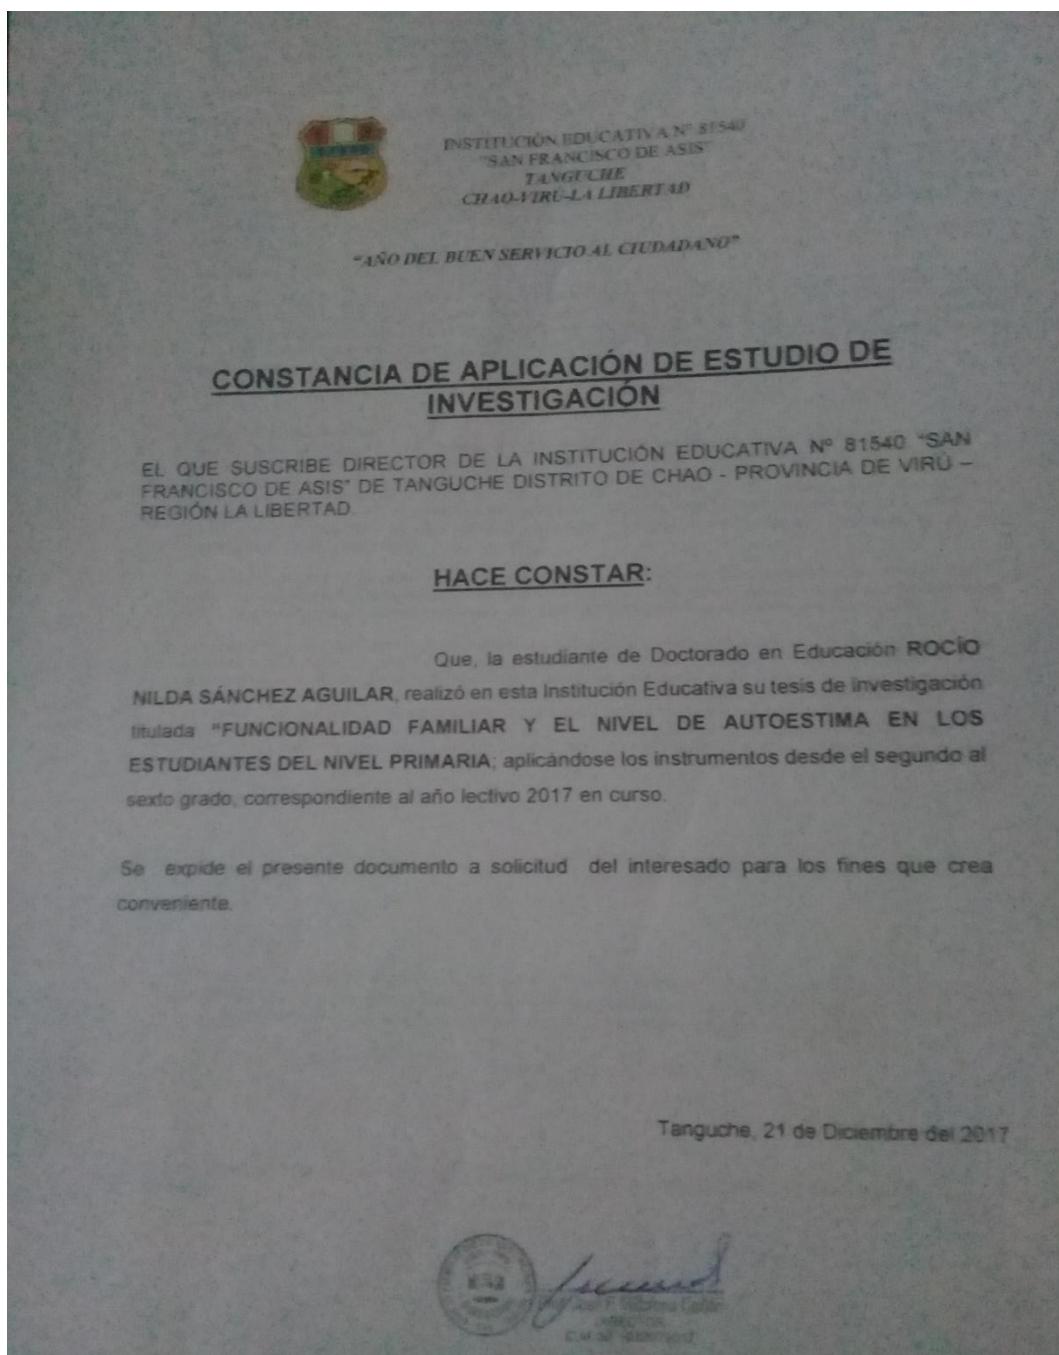 INSTITUCIÓN EDUCATIVA Nº 81540
"SAN FRANCISCO DE ASIS"
TANGUCHE
CHAO-VIRÚ-LA LIBERTAD
"AÑO DEL BUEN SERVICIO AL CIUDADANO"
CONSTANCIA DE APLICACIÓN DE ESTUDIO DE
INVESTIGACIÓN
EL QUE SUSCRIBE DIRECTOR DE LA INSTITUCIÓN EDUCATIVA Nº 81540 "SAN
FRANCISCO DE ASIS" DE TANGUCHE DISTRITO DE CHAO - PROVINCIA DE VIRÚ –
REGIÓN LA LIBERTAD.
HACE CONSTAR:
Que, la estudiante de Doctorado en Educación ROCÍO
NILDA SÁNCHEZ AGUILAR, realizó en esta Institución Educativa su tesis de investigación
titulada "FUNCIONALIDAD FAMILIAR Y EL NIVEL DE AUTOESTIMA EN LOS
ESTUDIANTES DEL NIVEL PRIMARIA; aplicándose los instrumentos desde el segundo al
sexto grado, correspondiente al año lectivo 2017 en curso.
Se expide el presente documento a solicitud del interesado para los fines que crea
conveniente.
Tanguche, 21 de Diciembre del 2017
DIRECTOR